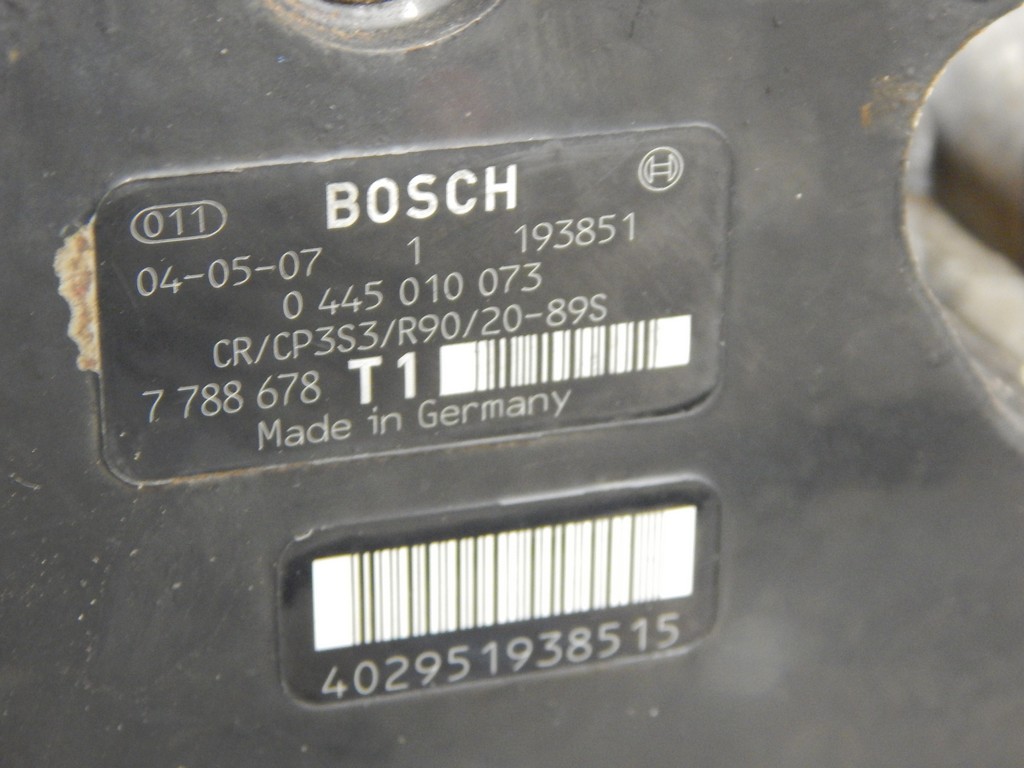 BOSCH
011
04-05-07 1 193851
0 445 010 073
CR/CP3S3/R90/20-89S
7 788 678 T1
Made in Germany
402951938515